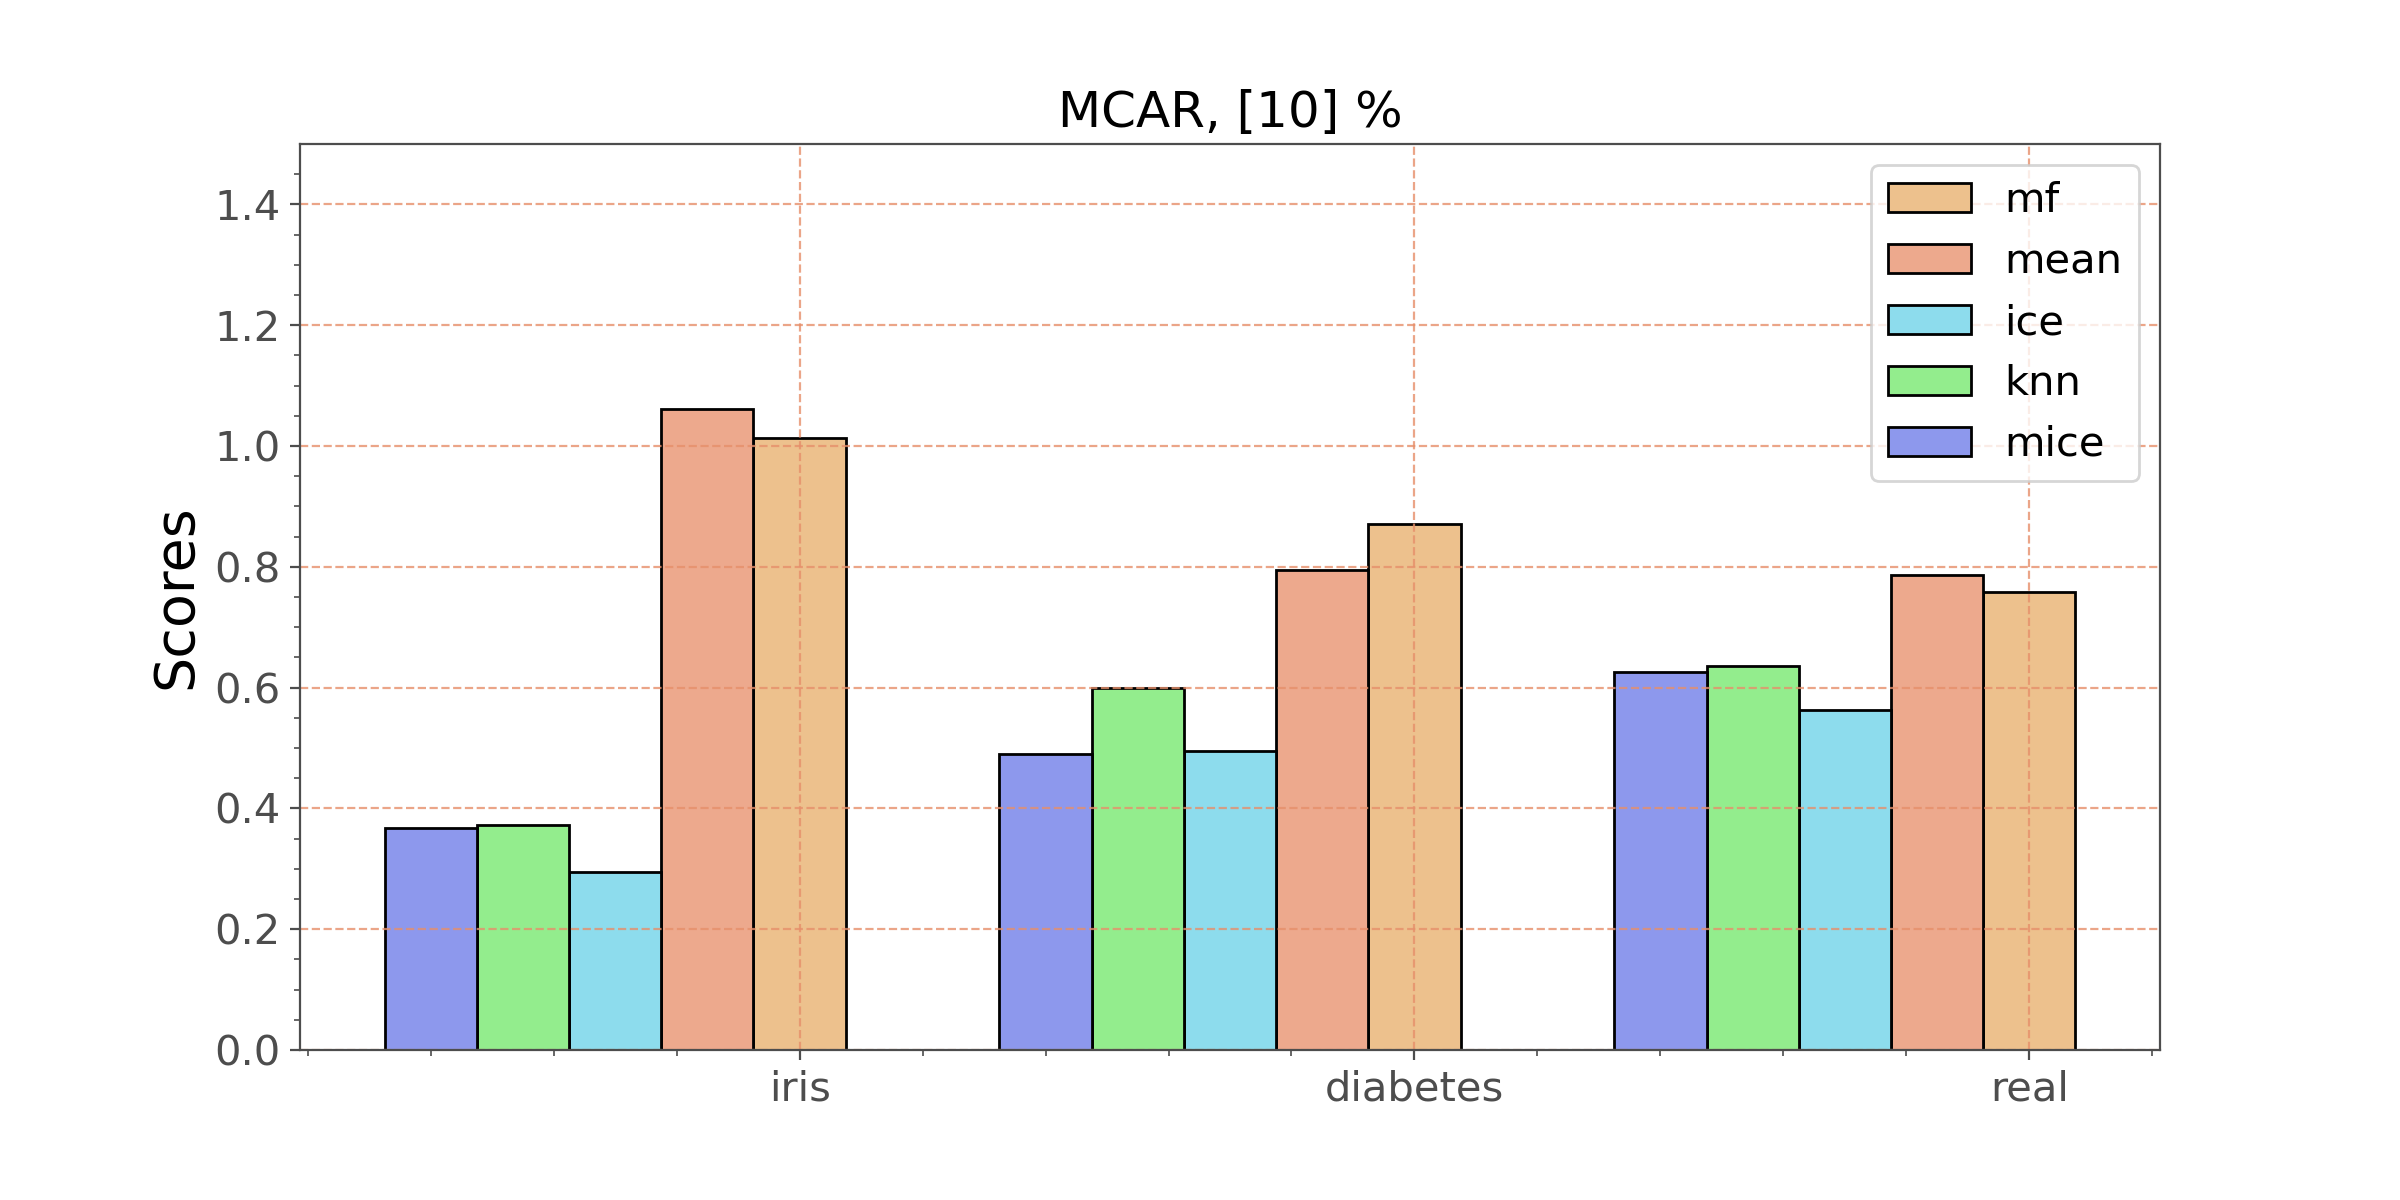 MCAR, [10] %
Scores
1.4
1.2
1.0
0.8
0.6
0.4
0.2
0.0
mf
mean
ice
knn
mice
iris
diabetes
real